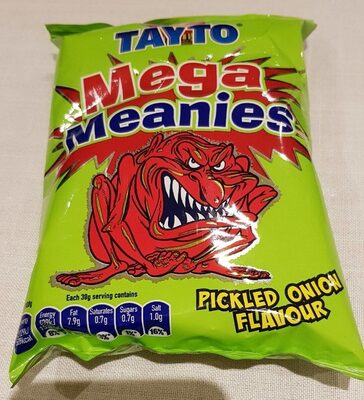 TAYTO
Mega
Meanies
PICKLED ONION
FLAVOUR
Each 30g serving contains
Energy
Fat
7.9g
Saturates
0.7g
Sugars
0.7g
Salt
1.0g
16%